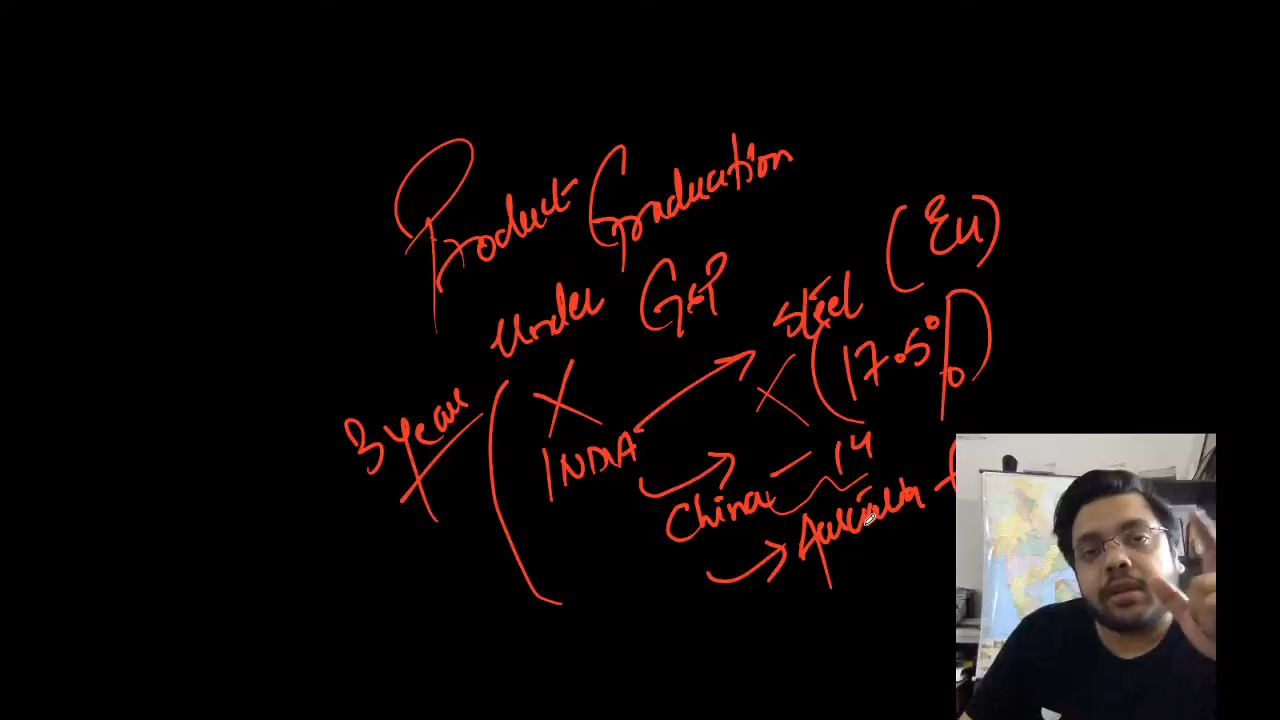 Product Graduation
under GSP
(EU)
Steel
(17.5%)
3 year
INDIA
China - 14
Australia